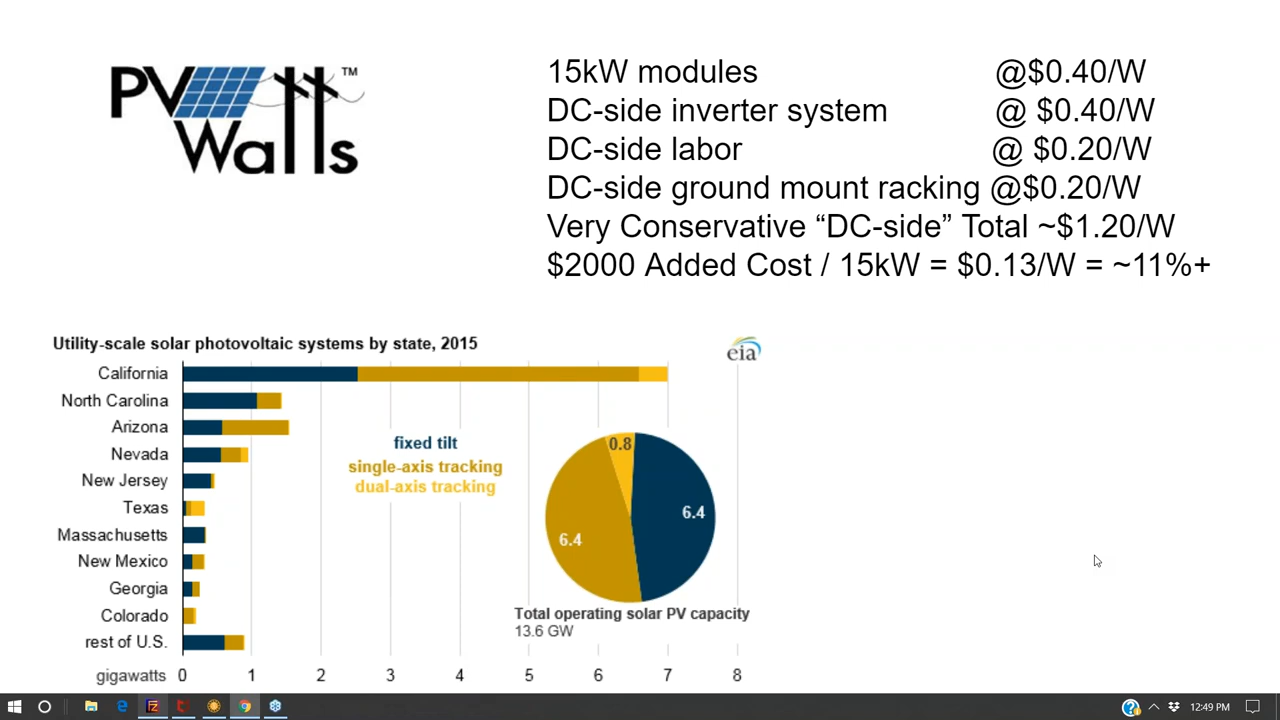 PV
Watts
™
15kW modules @$0.40/W
DC-side inverter system @ $0.40/W
DC-side labor @ $0.20/W
DC-side ground mount racking @$0.20/W
Very Conservative “DC-side” Total ~$1.20/W
$2000 Added Cost / 15kW = $0.13/W = ~11%+
Utility-scale solar photovoltaic systems by state, 2015
eia
California
North Carolina
Arizona
Nevada
New Jersey
Texas
Massachusetts
New Mexico
Georgia
Colorado
rest of U.S.
gigawatts 0 1 2 3 4 5 6 7 8
fixed tilt
single-axis tracking
dual-axis tracking
0.8
6.4
6.4
Total operating solar PV capacity
13.6 GW
12:49 PM